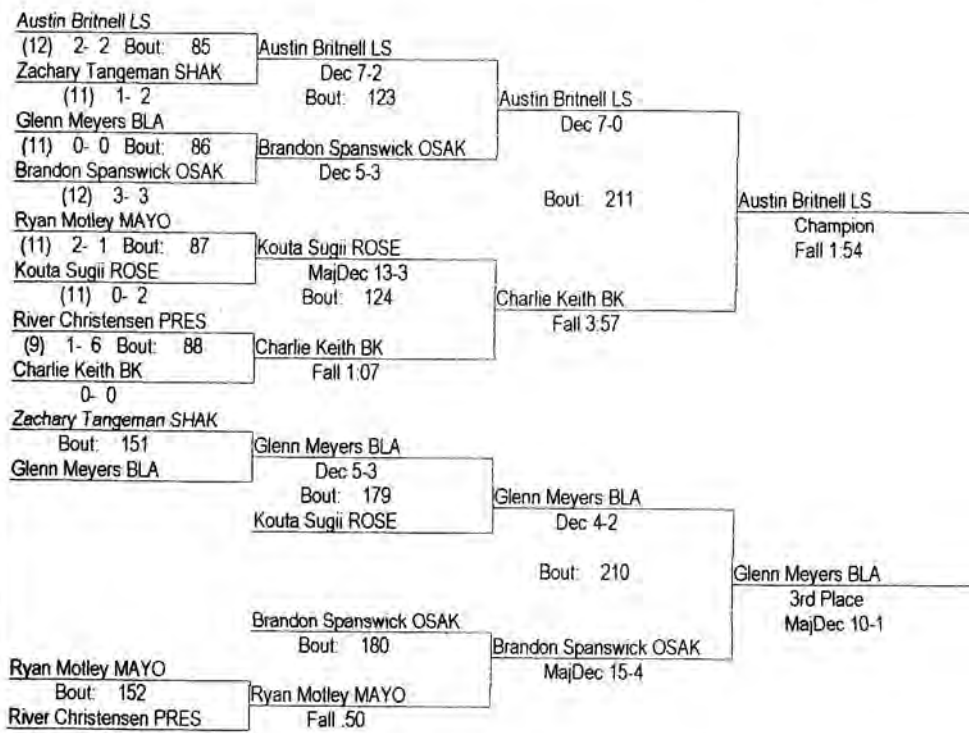 Austin Britnell LS
(12) 2- 2 Bout: 85
Zachary Tangeman SHAK
(11) 1- 2
Glenn Meyers BLA
(11) 0- 0 Bout: 86
Brandon Spanswick OSAK
(12) 3- 3
Ryan Motley MAYO
(11) 2- 1 Bout: 87
Kouta Sugii ROSE
(11) 0- 2
River Christensen PRES
(9) 1- 6 Bout: 88
Charlie Keith BK
0- 0
Austin Britnell LS
Dec 7-2
Bout: 123
Brandon Spanswick OSAK
Dec 5-3
Kouta Sugii ROSE
MajDec 13-3
Bout: 124
Charlie Keith BK
Fall 1:07
Austin Britnell LS
Dec 7-0
Bout: 211
Charlie Keith BK
Fall 3:57
Austin Britnell LS
Champion
Fall 1:54
Zachary Tangeman SHAK
Bout: 151
Glenn Meyers BLA
Glenn Meyers BLA
Dec 5-3
Bout: 179
Kouta Sugii ROSE
Glenn Meyers BLA
Dec 4-2
Bout: 210
Brandon Spanswick OSAK
Bout: 180
Ryan Motley MAYO
Bout: 152
River Christensen PRES
Ryan Motley MAYO
Fall .50
Brandon Spanswick OSAK
MajDec 15-4
Glenn Meyers BLA
3rd Place
MajDec 10-1